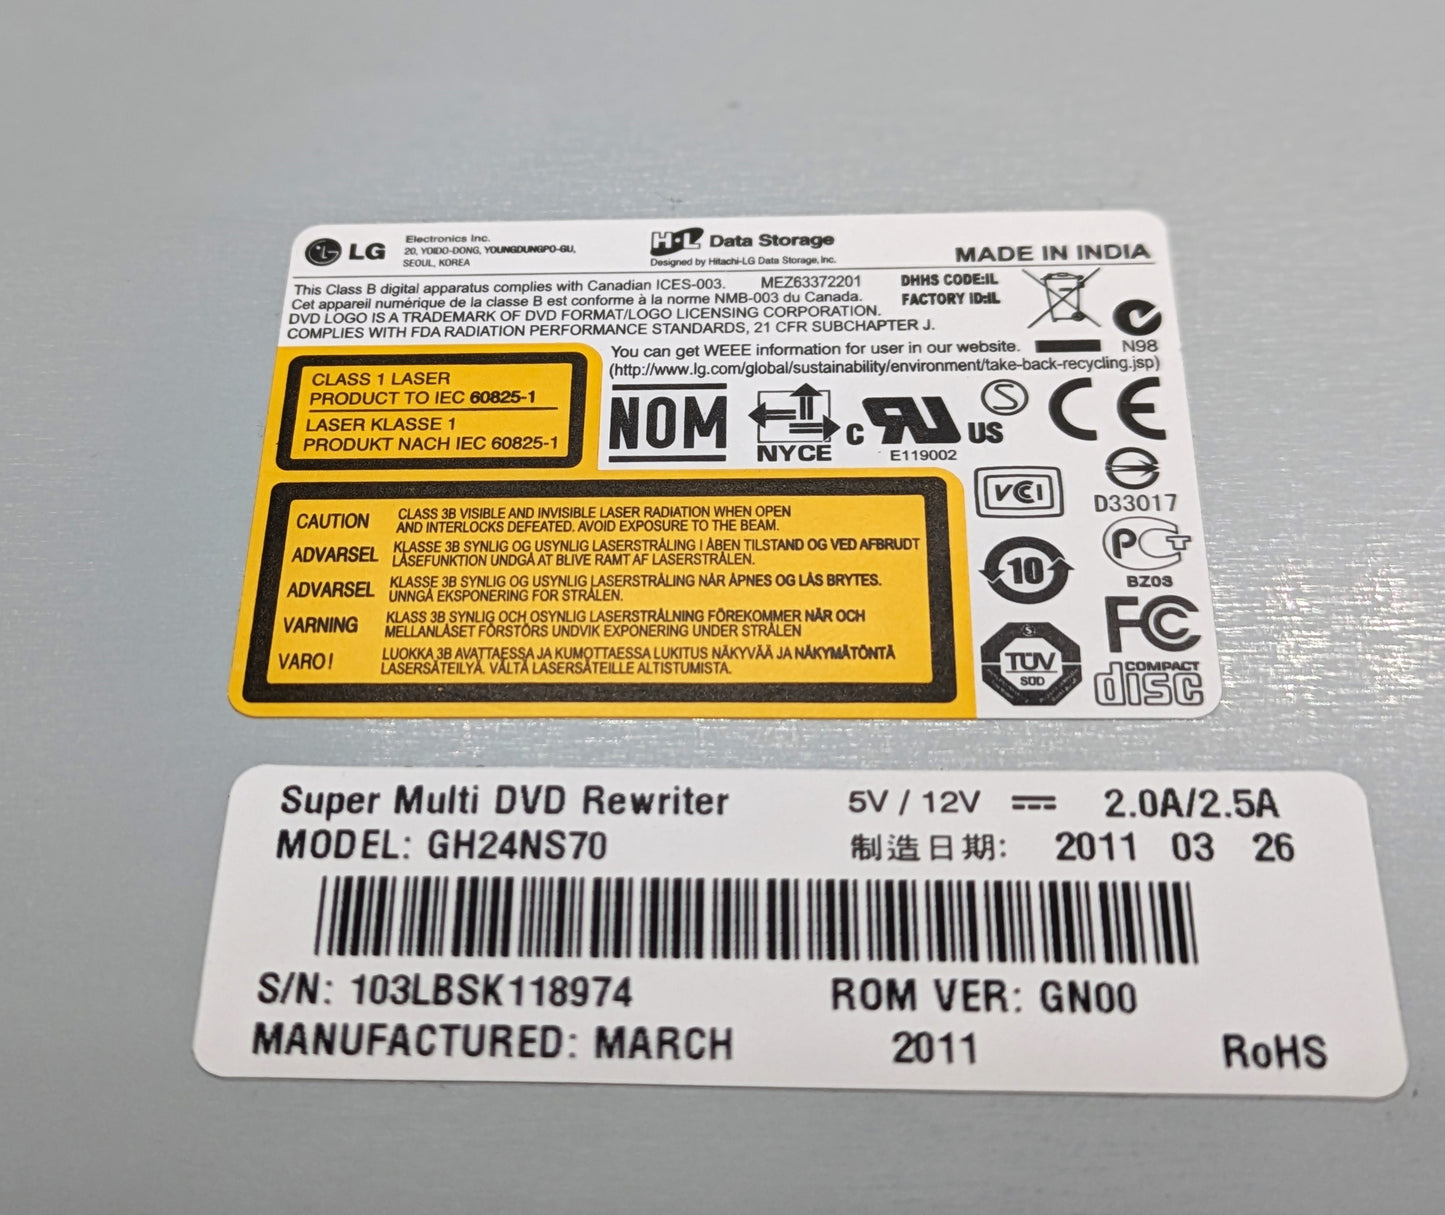 LG Electronics Inc.
20, YOIDO-DONG, YOUNGDUNGPO-GU,
SEOUL, KOREA
H·L Data Storage
Designed by Hitachi-LG Data Storage, Inc.
MADE IN INDIA
This Class B digital apparatus complies with Canadian ICES-003. MEZ63372201
Cet appareil numérique de la classe B est conforme à la norme NMB-003 du Canada.
DVD LOGO IS A TRADEMARK OF DVD FORMAT/LOGO LICENSING CORPORATION.
COMPLIES WITH FDA RADIATION PERFORMANCE STANDARDS, 21 CFR SUBCHAPTER J.
DHHS CODE:IL
FACTORY ID:IL
N98
You can get WEEE information for user in our website.
(http://www.lg.com/global/sustainability/environment/take-back-recycling.jsp)
CLASS 1 LASER
PRODUCT TO IEC 60825-1
LASER KLASSE 1
PRODUKT NACH IEC 60825-1
NOM
NYCE
c RU US
E119002
S
CE
VCI
D33017
PCT
BZ03
10
FC
TÜV
SÜD
COMPACT
disc
CAUTION CLASS 3B VISIBLE AND INVISIBLE LASER RADIATION WHEN OPEN
AND INTERLOCKS DEFEATED. AVOID EXPOSURE TO THE BEAM.
ADVARSEL KLASSE 3B SYNLIG OG USYNLIG LASERSTRÅLING I ÅBEN TILSTAND OG VED AFBRUDT
LÅSEFUNKTION UNDGÅ AT BLIVE RAMT AF LASERSTRÅLEN.
ADVARSEL KLASSE 3B SYNLIG OG USYNLIG LASERSTRÅLING NÅR ÅPNES OG LÅS BRYTES.
UNNGÅ EKSPONERING FOR STRÅLEN.
VARNING KLASS 3B SYNLIG OCH OSYNLIG LASERSTRÅLNING FÖREKOMMER NÄR OCH
MELLANLÅSET FÖRSTÖRS UNDVIK EXPONERING UNDER STRÅLEN
VARO! LUOKKA 3B AVATTAESSA JA KUMOTTAESSA LUKITUS NÄKYVÄÄ JA NÄKYMÄTÖNTÄ
LASERSÄTEILYÄ. VÄLTÄ LASERSÄTEILLE ALTISTUMISTA.
Super Multi DVD Rewriter 5V / 12V 2.0A/2.5A
MODEL: GH24NS70 制造日期: 2011 03 26
S/N: 103LBSK118974 ROM VER: GN00
MANUFACTURED: MARCH 2011 RoHS